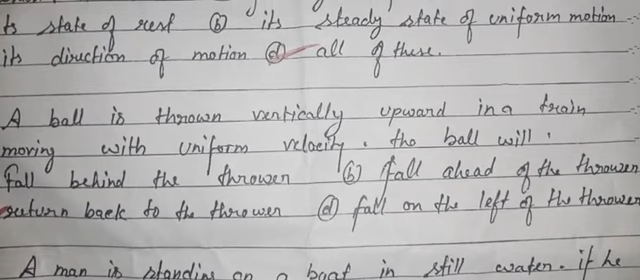 ts state of rest (b) its steady state of uniform motion
its direction of motion (d) all of these.
A ball is thrown vertically upward in a train
moving with uniform velocity. the ball will.
fall behind the thrower (b) fall ahead of the thrower
return back to the thrower (d) fall on the left of the thrower
A man is standing on a boat in still water. if he